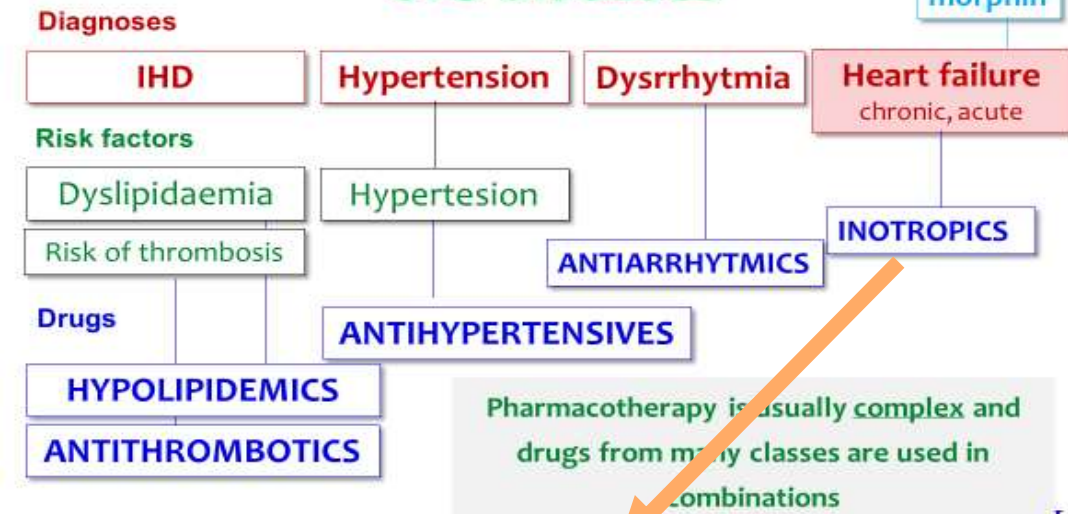 morphin
Diagnoses
IHD
Hypertension
Dysrrhytmia
Heart failure
chronic, acute
Risk factors
Dyslipidaemia
Hypertesion
Risk of thrombosis
INOTROPICS
ANTIARRHYTMICS
Drugs
ANTIHYPERTENSIVES
HYPOLIPIDEMICS
ANTITHROMBOTICS
Pharmacotherapy is usually complex and
drugs from many classes are used in
combinations